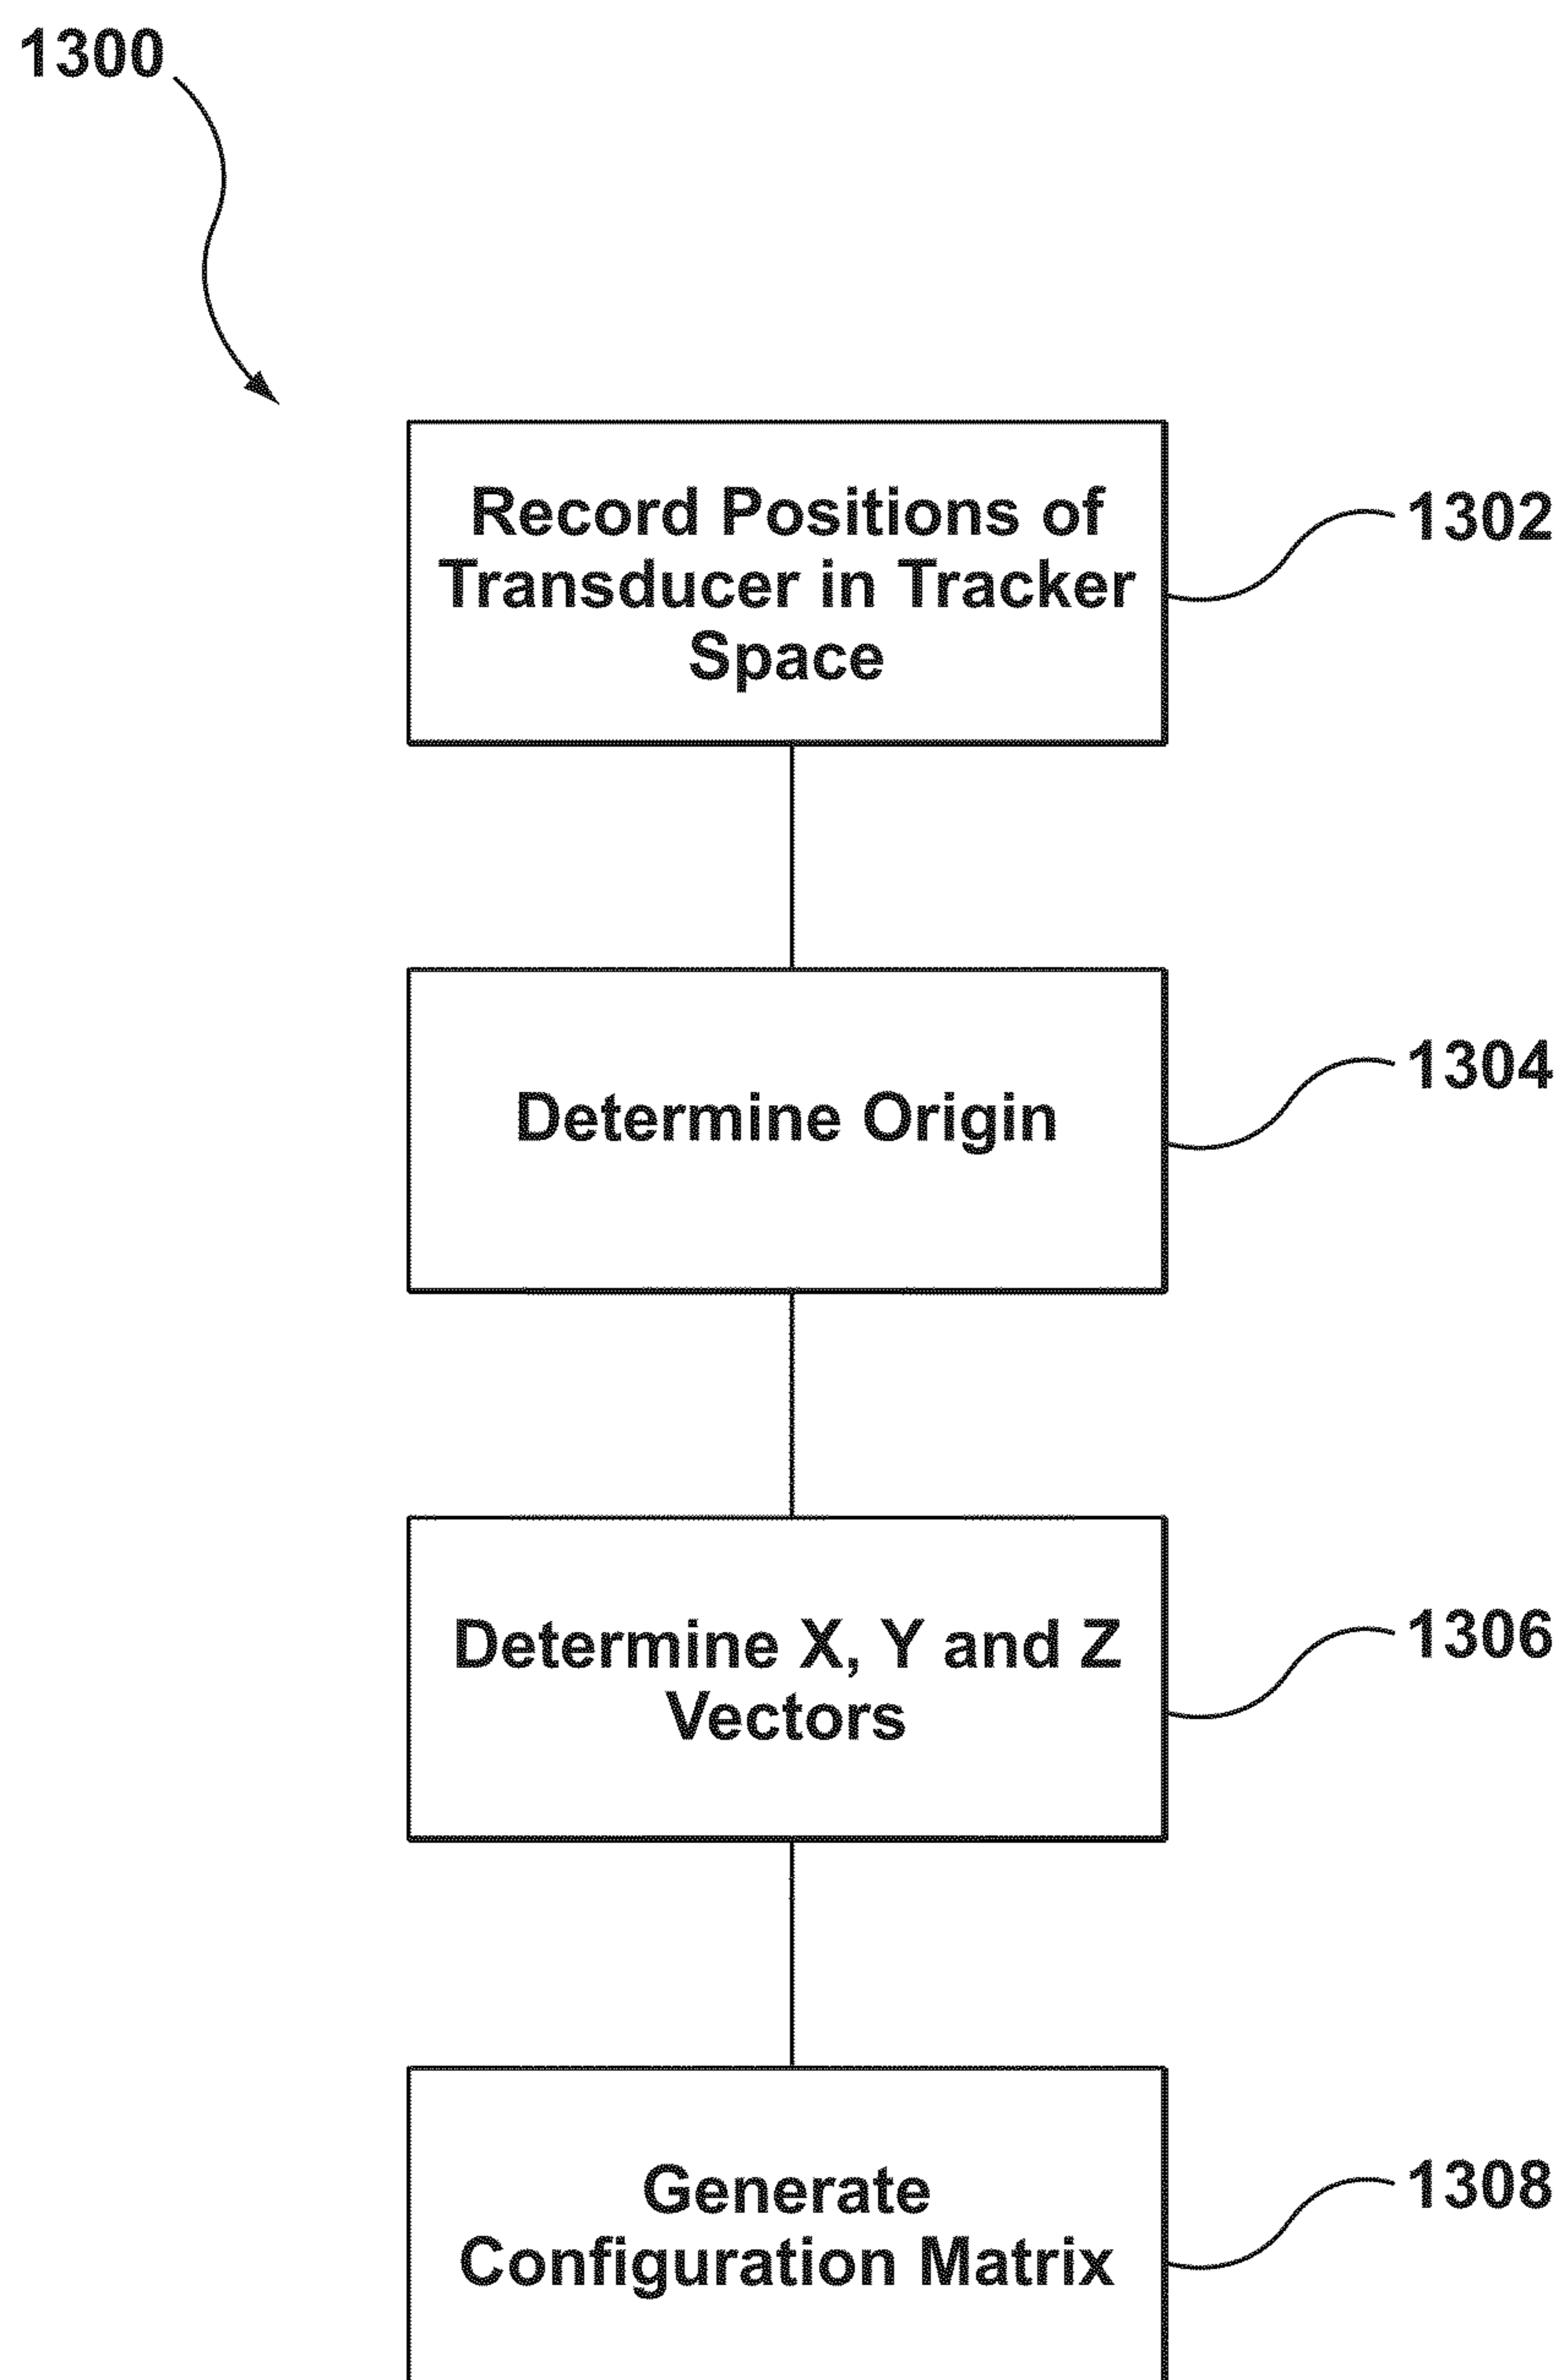 1300
Record Positions of
Transducer in Tracker
Space
1302
Determine Origin
1304
Determine X, Y and Z
Vectors
1306
Generate
Configuration Matrix
1308